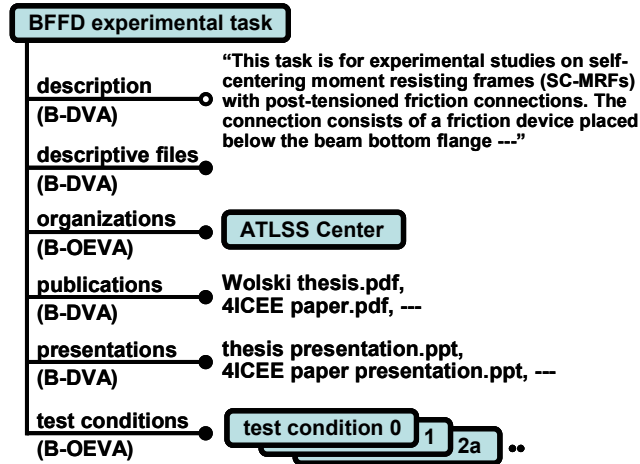 BFFD experimental task
description
(B-DVA)
“This task is for experimental studies on self-
centering moment resisting frames (SC-MRFs)
with post-tensioned friction connections. The
connection consists of a friction device placed
below the beam bottom flange ---”
descriptive files
(B-DVA)
organizations
(B-OEVA)
ATLSS Center
publications
(B-DVA)
Wolski thesis.pdf,
4ICEE paper.pdf, ---
presentations
(B-DVA)
thesis presentation.ppt,
4ICEE paper presentation.ppt, ---
test conditions
(B-OEVA)
test condition 0
1
2a